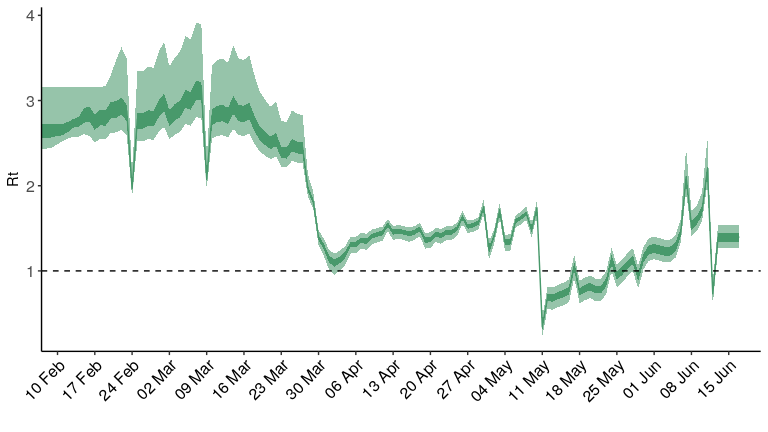 4
3
2
1
Rt
10 Feb
17 Feb
24 Feb
02 Mar
09 Mar
16 Mar
23 Mar
30 Mar
06 Apr
13 Apr
20 Apr
27 Apr
04 May
11 May
18 May
25 May
01 Jun
08 Jun
15 Jun